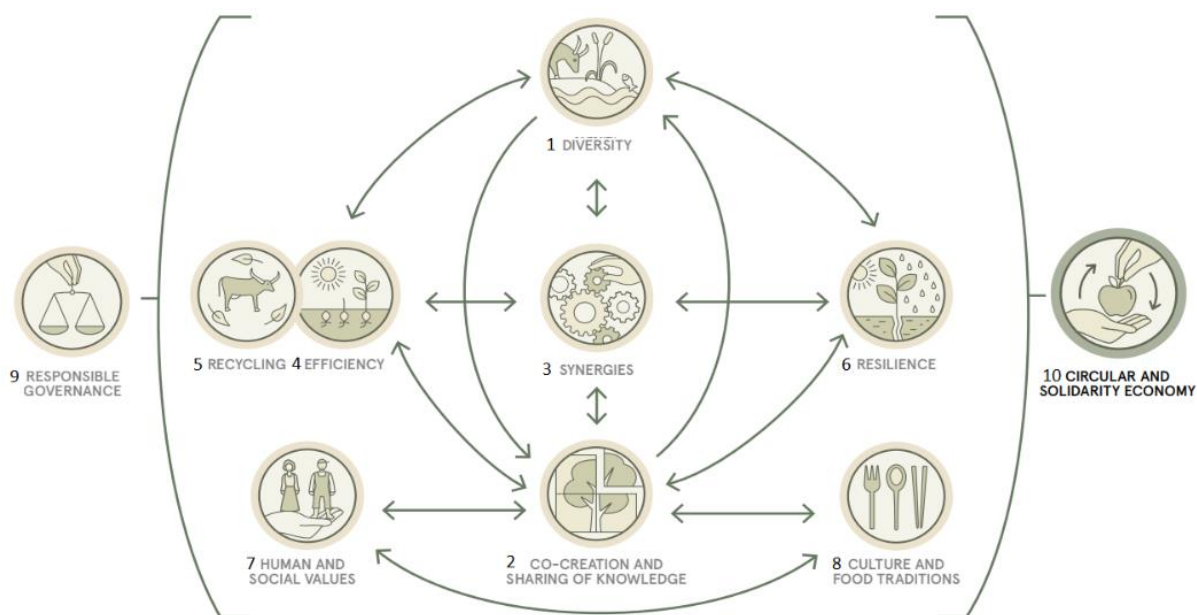 1 DIVERSITY
5 RECYCLING 4 EFFICIENCY
3 SYNERGIES
6 RESILIENCE
9 RESPONSIBLE
GOVERNANCE
10 CIRCULAR AND
SOLIDARITY ECONOMY
7 HUMAN AND
SOCIAL VALUES
2 CO-CREATION AND
SHARING OF KNOWLEDGE
8 CULTURE AND
FOOD TRADITIONS